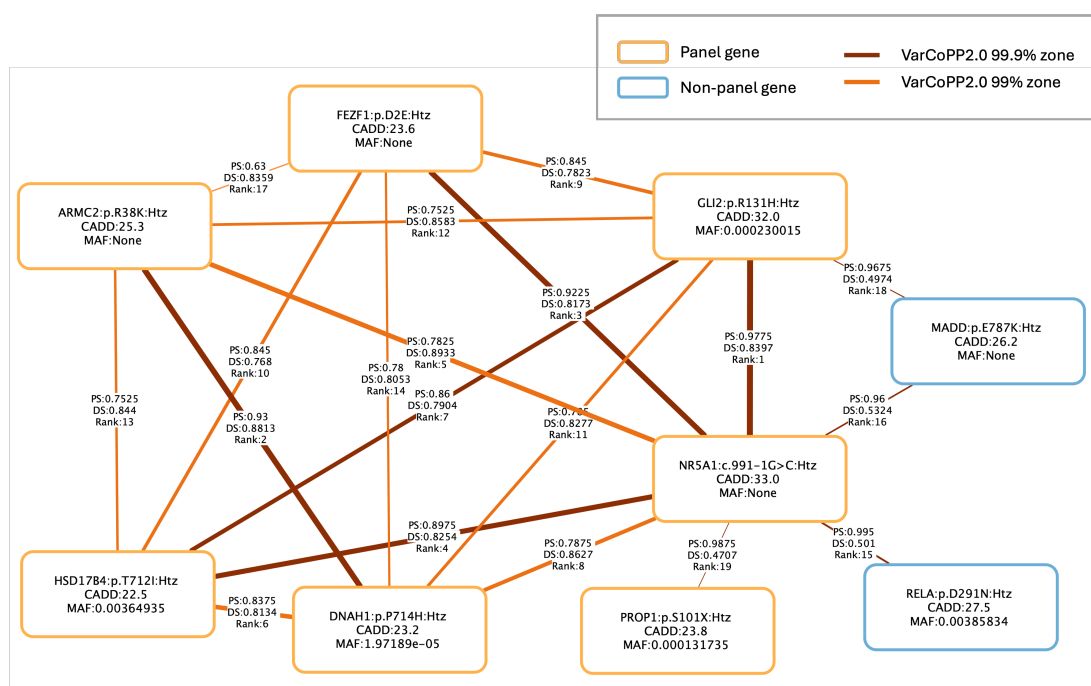 Panel gene
VarCoPP2.0 99.9% zone
Non-panel gene
VarCoPP2.0 99% zone
FEZF1:p.D2E:Htz
CADD:23.6
MAF:None
PS:0.63
DS:0.8359
Rank:17
PS:0.845
DS:0.7823
Rank:9
ARMC2:p.R38K:Htz
CADD:25.3
MAF:None
GLI2:p.R131H:Htz
CADD:32.0
MAF:0.000230015
PS:0.7525
DS:0.8583
Rank:12
PS:0.9675
DS:0.4974
Rank:18
PS:0.9225
DS:0.8173
Rank:3
MADD:p.E787K:Htz
CADD:26.2
MAF:None
PS:0.9775
DS:0.8397
Rank:1
PS:0.7825
DS:0.8933
Rank:5
PS:0.845
DS:0.768
Rank:10
PS:0.78
DS:0.8053
Rank:14
PS:0.86
DS:0.7904
Rank:7
PS:0.7525
DS:0.844
Rank:13
PS:0.93
DS:0.8813
Rank:2
DS:0.8277
Rank:11
PS:0.96
DS:0.5324
Rank:16
NR5A1:c.991-1G>C:Htz
CADD:33.0
MAF:None
PS:0.8975
DS:0.8254
Rank:4
PS:0.7875
DS:0.8627
Rank:8
PS:0.9875
DS:0.4707
Rank:19
PS:0.995
DS:0.501
Rank:15
HSD17B4:p.T712I:Htz
CADD:22.5
MAF:0.00364935
PS:0.8375
DS:0.8134
Rank:6
DNAH1:p.P714H:Htz
CADD:23.2
MAF:1.97189e-05
PROP1:p.S101X:Htz
CADD:23.8
MAF:0.000131735
RELA:p.D291N:Htz
CADD:27.5
MAF:0.00385834